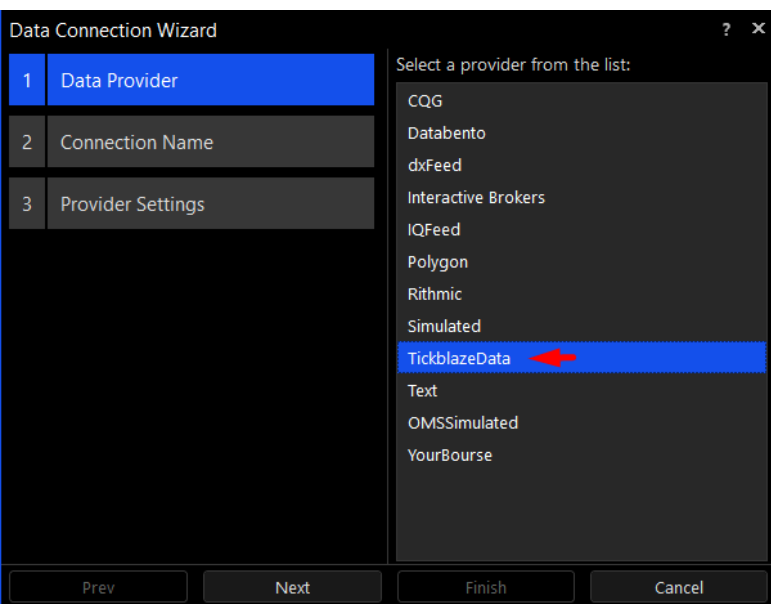 Data Connection Wizard
? ×
1 Data Provider
2 Connection Name
3 Provider Settings
Select a provider from the list:
CQG
Databento
dxFeed
Interactive Brokers
IQFeed
Polygon
Rithmic
Simulated
TickblazeData
Text
OMSSimulated
YourBourse
Prev Next Finish Cancel